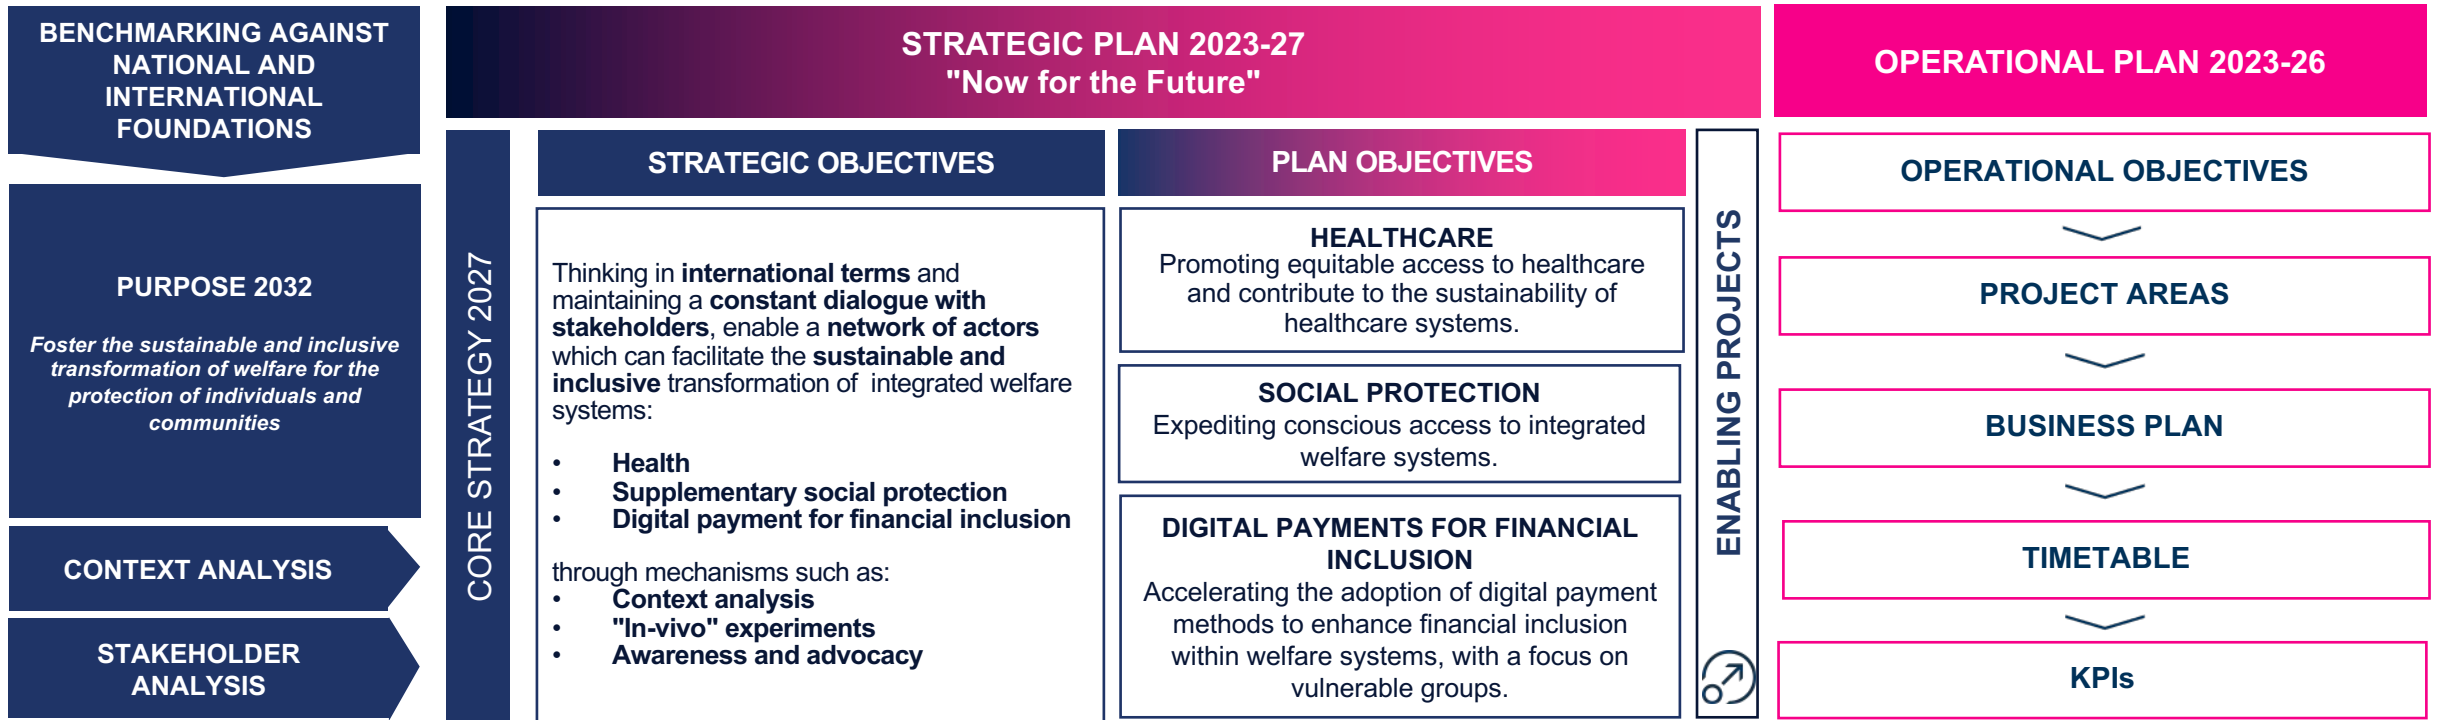 BENCHMARKING AGAINST
NATIONAL AND
INTERNATIONAL
FOUNDATIONS
PURPOSE 2032
Foster the sustainable and inclusive
transformation of welfare for the
protection of individuals and
communities
CONTEXT ANALYSIS
STAKEHOLDER
ANALYSIS
STRATEGIC PLAN 2023-27
"Now for the Future"
CORE STRATEGY 2027
STRATEGIC OBJECTIVES
Thinking in international terms and
maintaining a constant dialogue with
stakeholders, enable a network of actors
which can facilitate the sustainable and
inclusive transformation of integrated welfare
systems:
• Health
• Supplementary social protection
• Digital payment for financial inclusion
through mechanisms such as:
• Context analysis
• "In-vivo" experiments
• Awareness and advocacy
PLAN OBJECTIVES
HEALTHCARE
Promoting equitable access to healthcare
and contribute to the sustainability of
healthcare systems.
SOCIAL PROTECTION
Expediting conscious access to integrated
welfare systems.
DIGITAL PAYMENTS FOR FINANCIAL
INCLUSION
Accelerating the adoption of digital payment
methods to enhance financial inclusion
within welfare systems, with a focus on
vulnerable groups.
ENABLING PROJECTS
OPERATIONAL PLAN 2023-26
OPERATIONAL OBJECTIVES
PROJECT AREAS
BUSINESS PLAN
TIMETABLE
KPIs